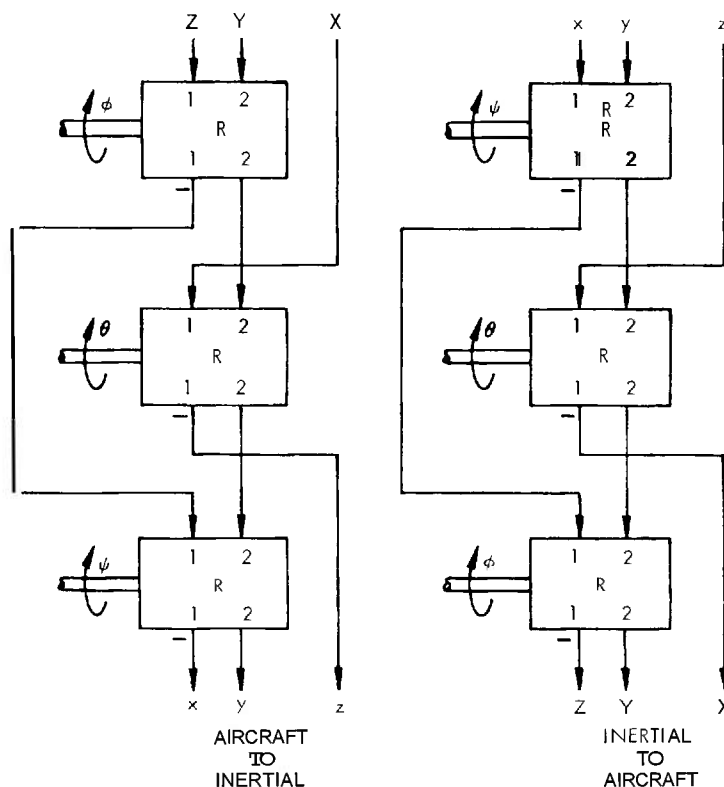 Z Y X
1 2
φ
R
1 2
−
1 2
θ
R
1 2
−
1 2
ψ
R
1 2
−
x y z
AIRCRAFT
TO
INERTIAL
x y z
1 2
ψ
R
R
1 2
−
1 2
θ
R
1 2
−
1 2
φ
R
1 2
−
Z Y X
INERTIAL
TO
AIRCRAFT